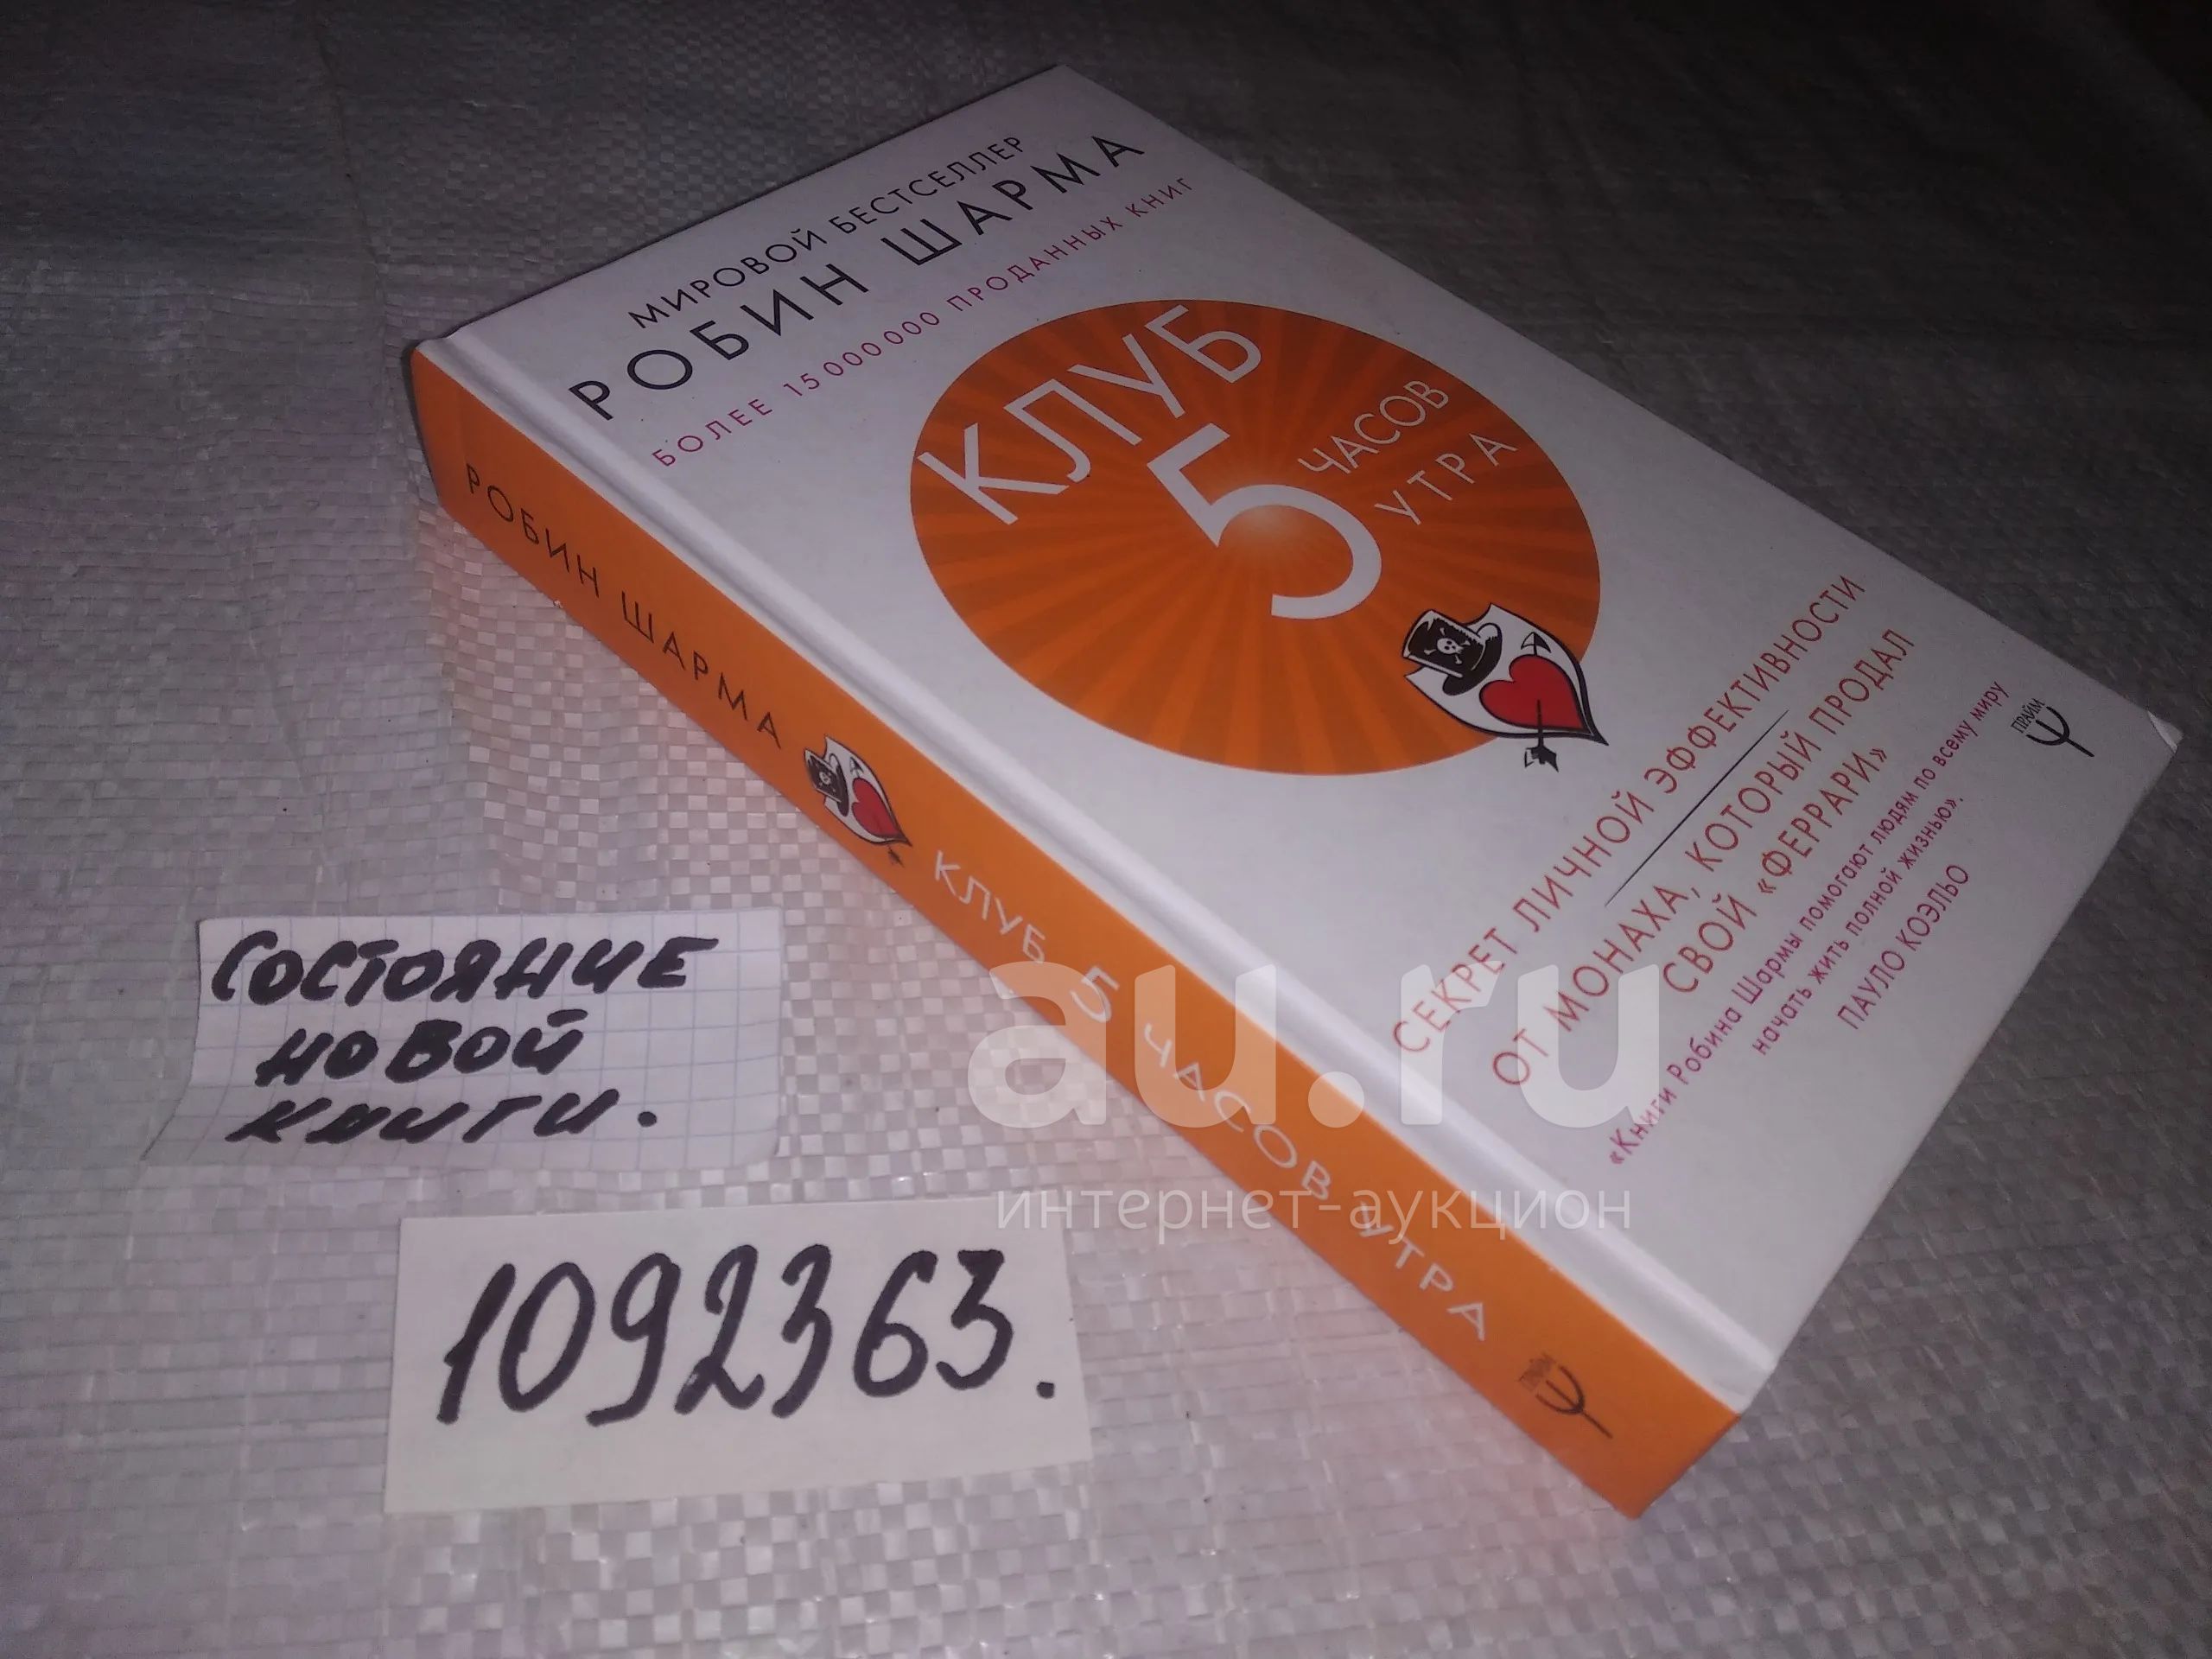 МИРОВОЙ БЕСТСЕЛЛЕР
РОБИН ШАРМА
БОЛЕЕ 15 000 000 ПРОДАННЫХ КНИГ
КЛУБ
5
ЧАСОВ
УТРА
СЕКРЕТ ЛИЧНОЙ ЭФФЕКТИВНОСТИ
ОТ МОНАХА, КОТОРЫЙ ПРОДАЛ
СВОЙ «ФЕРРАРИ»
«Книги Робина Шармы помогают людям по всему миру
начать жить полной жизнью».
ПАУЛО КОЭЛЬО
ПРАЙМ
РОБИН ШАРМА
КЛУБ 5 ЧАСОВ УТРА
ПРАЙМ
СОСТОЯНИЕ
НОВОЙ
КНИГИ.
1092363.
au.ru
интернет-аукцион